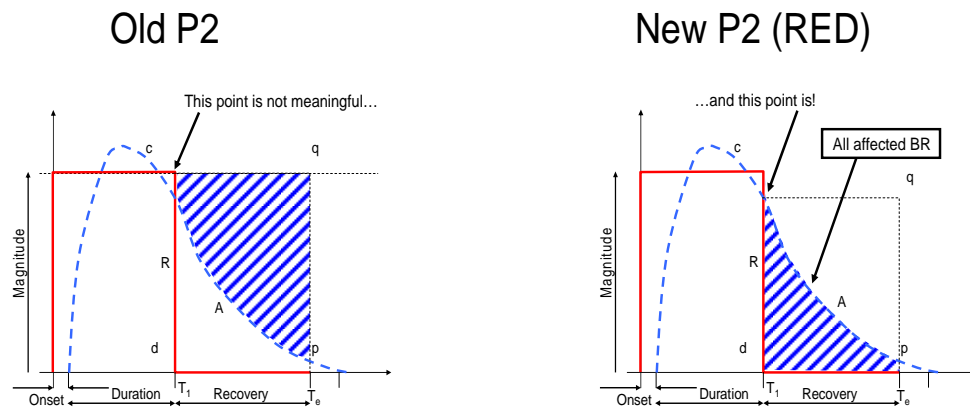 Old P2
New P2 (RED)
This point is not meaningful…
…and this point is!
c
q
All affected BR
Magnitude
R
A
d
p
T1
Te
Onset
Duration
Recovery
c
q
Magnitude
R
A
d
p
T1
Te
Onset
Duration
Recovery